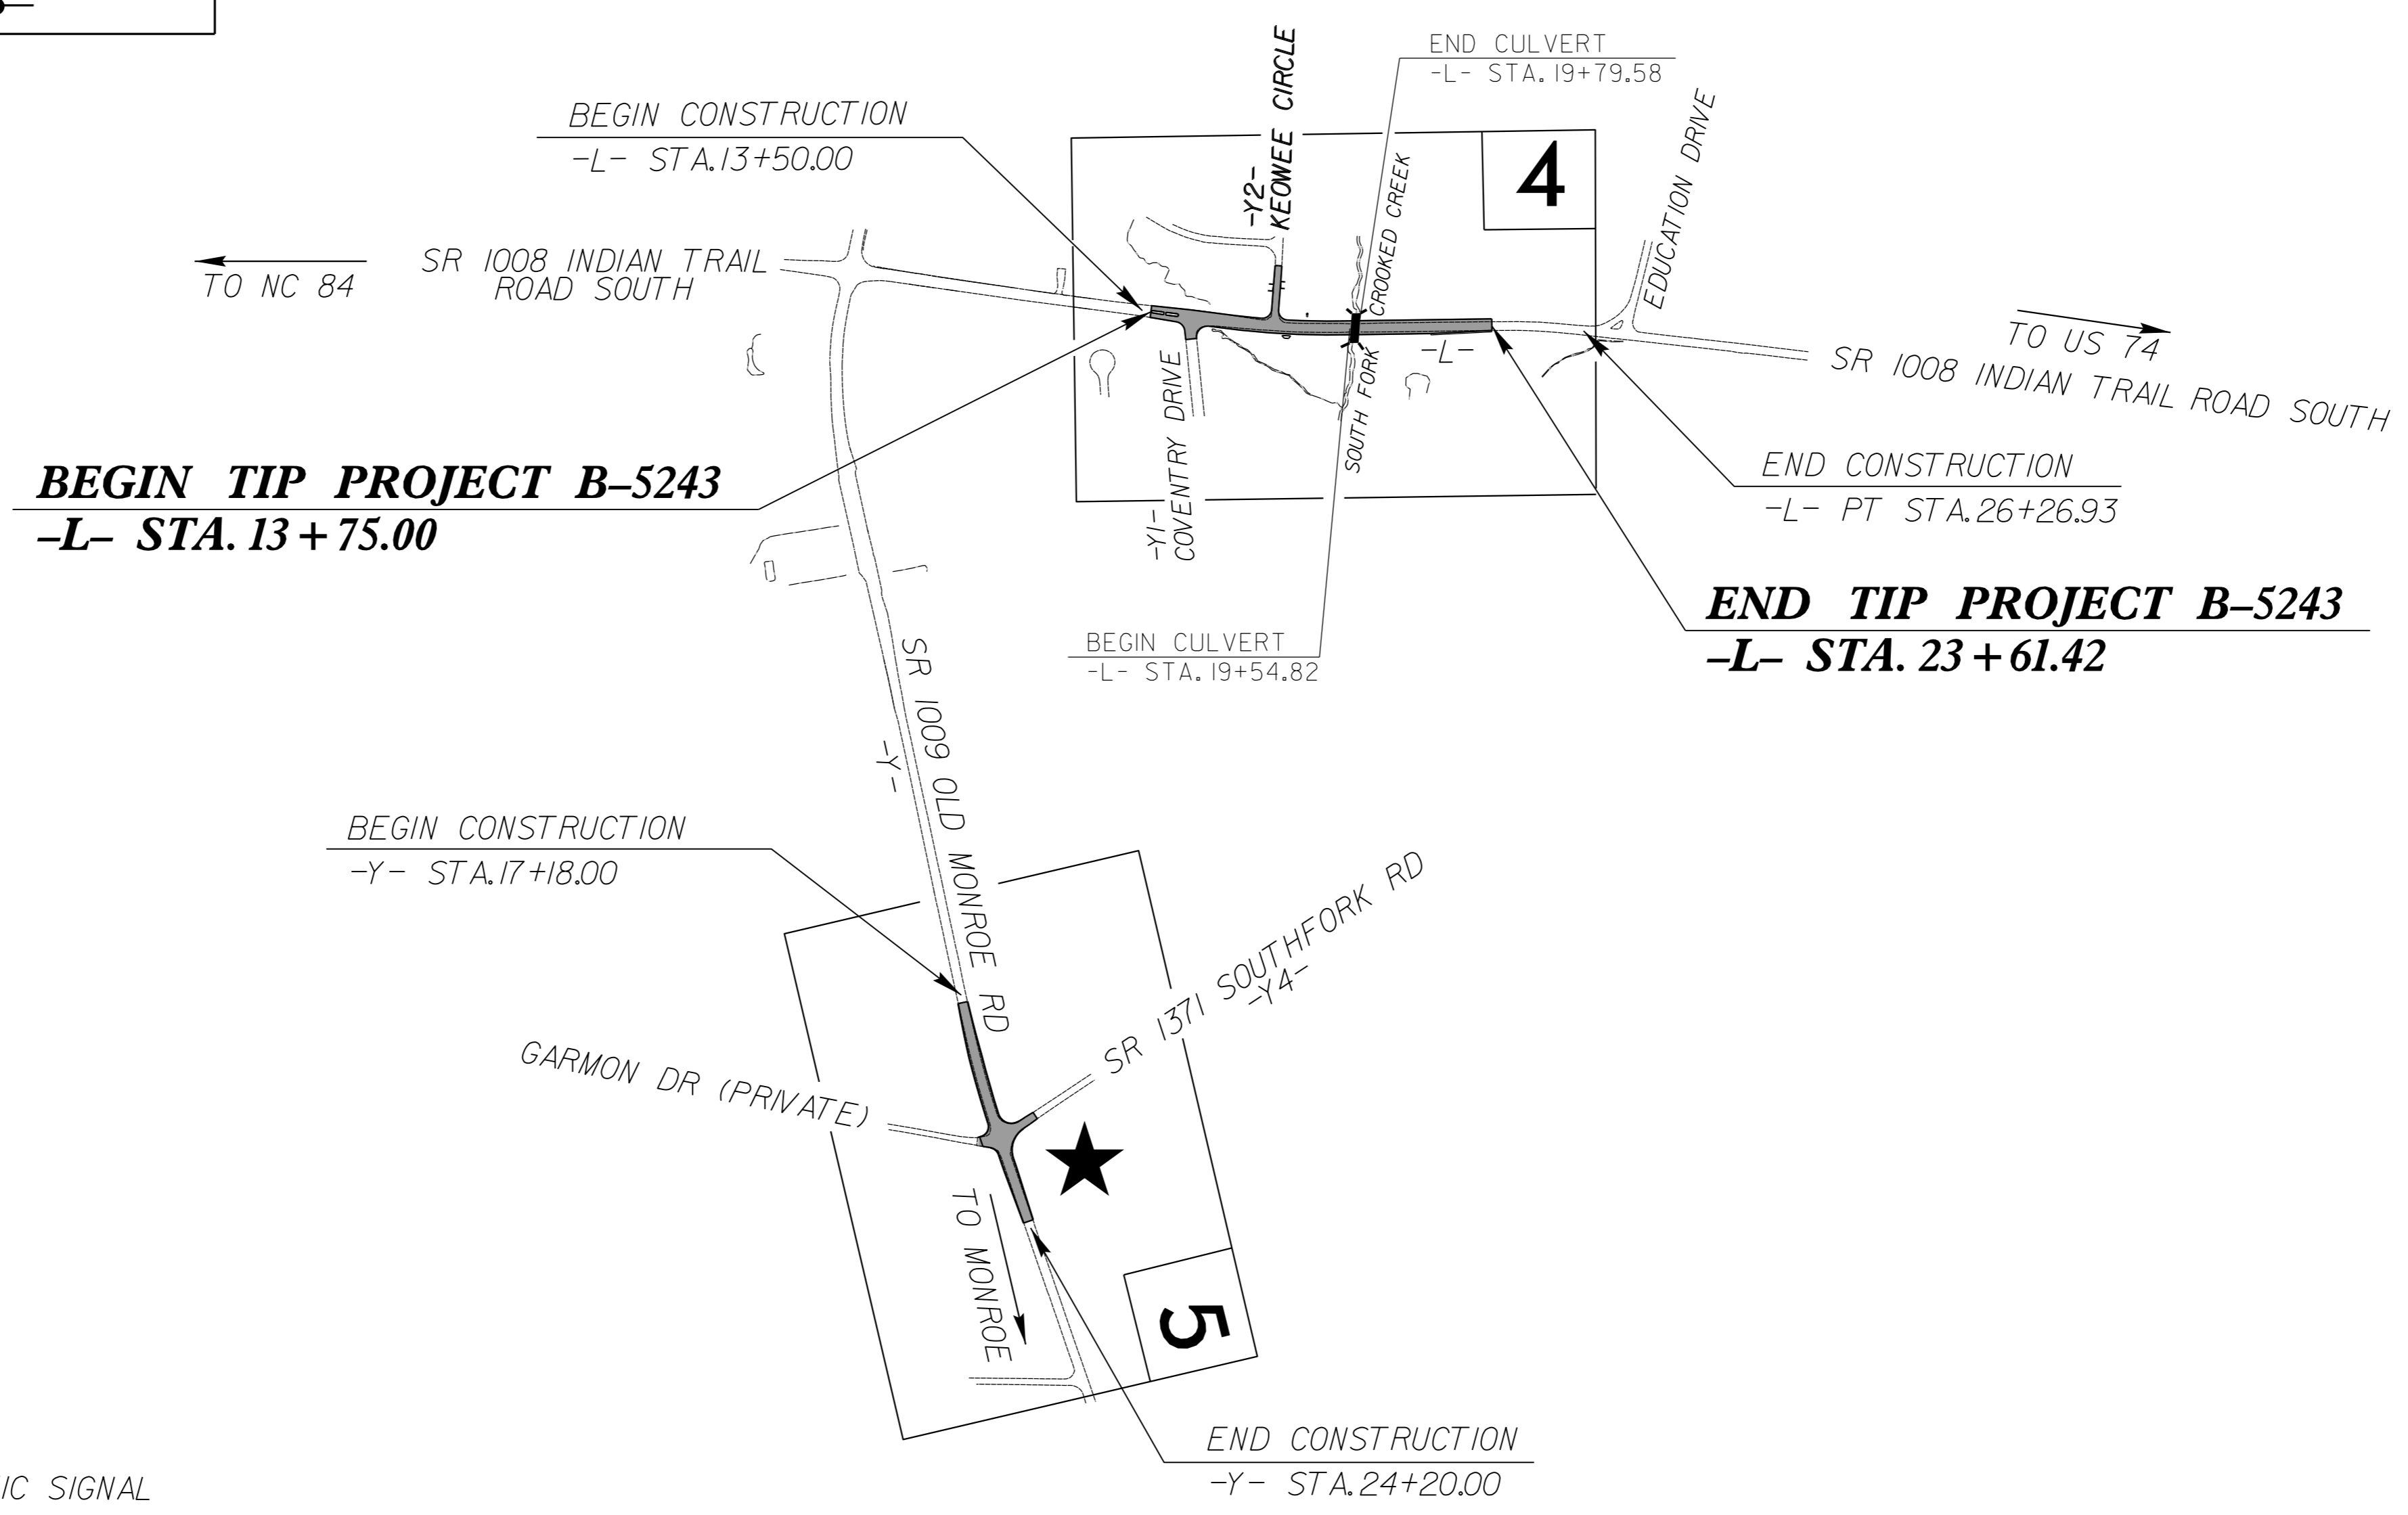 END CULVERT
-L- STA.19+79.58
BEGIN CONSTRUCTION
-L- STA.13+50.00
-Y2-
KEOWEE CIRCLE
4
EDUCATION DRIVE
CROOKED CREEK
TO NC 84
SR 1008 INDIAN TRAIL
ROAD SOUTH
TO US 74
SR 1008 INDIAN TRAIL ROAD SOUTH
-L-
SOUTH FORK
-Y1-
COVENTRY DRIVE
BEGIN TIP PROJECT B-5243
-L- STA. 13+75.00
END CONSTRUCTION
-L- PT STA.26+26.93
END TIP PROJECT B-5243
-L- STA. 23+61.42
BEGIN CULVERT
-L- STA.19+54.82
SR 1009 OLD MONROE RD
-Y-
BEGIN CONSTRUCTION
-Y- STA.17+18.00
SR 1371 SOUTHFORK RD
-Y4-
GARMON DR (PRIVATE)
TO MONROE
5
END CONSTRUCTION
-Y- STA.24+20.00
IC SIGNAL